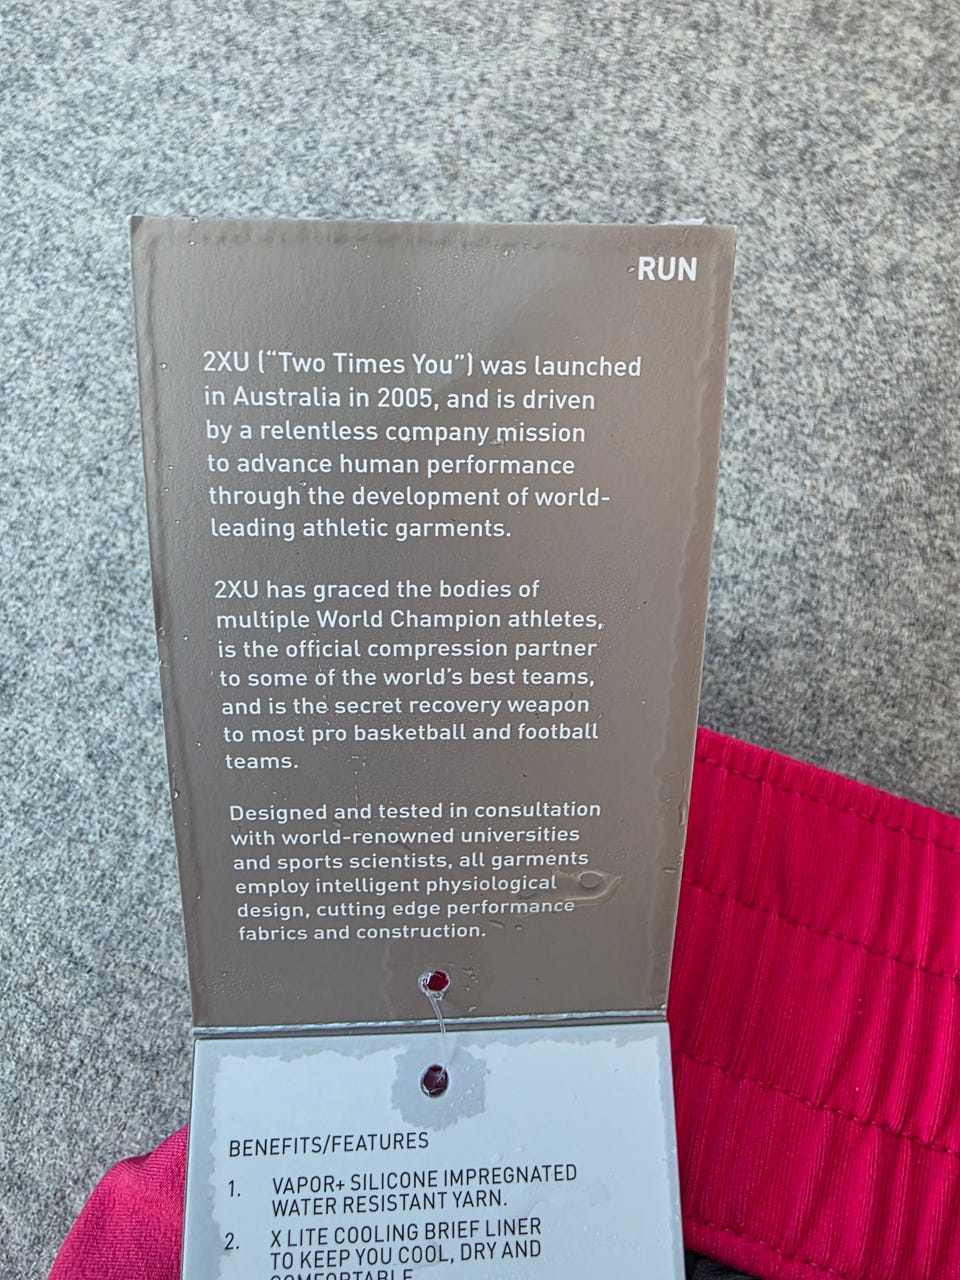 RUN
2XU (“Two Times You”) was launched
in Australia in 2005, and is driven
by a relentless company mission
to advance human performance
through the development of world-
leading athletic garments.
2XU has graced the bodies of
multiple World Champion athletes,
is the official compression partner
to some of the world’s best teams,
and is the secret recovery weapon
to most pro basketball and football
teams.
Designed and tested in consultation
with world-renowned universities
and sports scientists, all garments
employ intelligent physiological
design, cutting edge performance
fabrics and construction.
BENEFITS/FEATURES
1. VAPOR+ SILICONE IMPREGNATED
WATER RESISTANT YARN.
2. X LITE COOLING BRIEF LINER
TO KEEP YOU COOL, DRY AND
COMFORTABLE